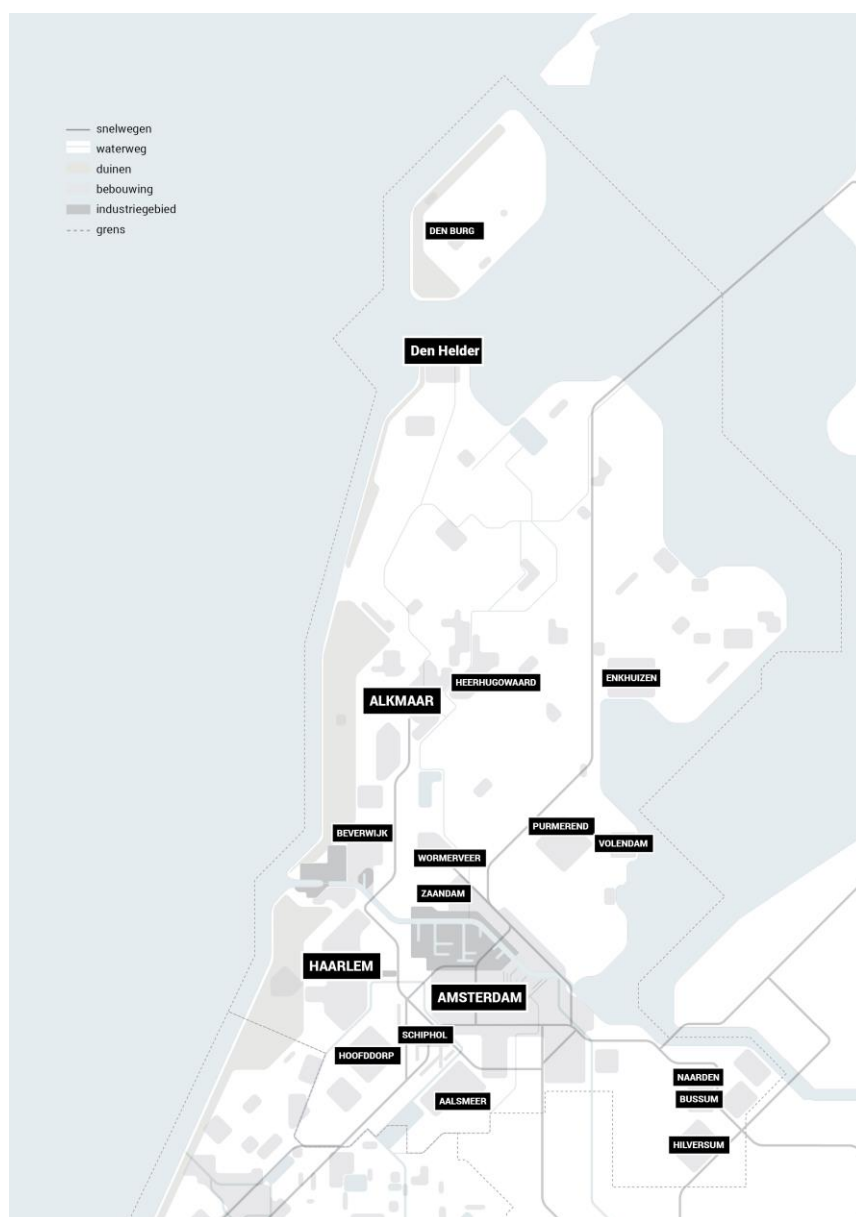 snelwegen
waterweg
duinen
bebouwing
industriegebied
grens
DEN BURG
Den Helder
HEERHUGOWAARD
ENKHUIZEN
ALKMAAR
PURMEREND
BEVERWIJK
VOLENDAM
WORMERVEER
ZAANDAM
HAARLEM
AMSTERDAM
SCHIPHOL
HOOFDDORP
NAARDEN
AALSMEER
BUSSUM
HILVERSUM